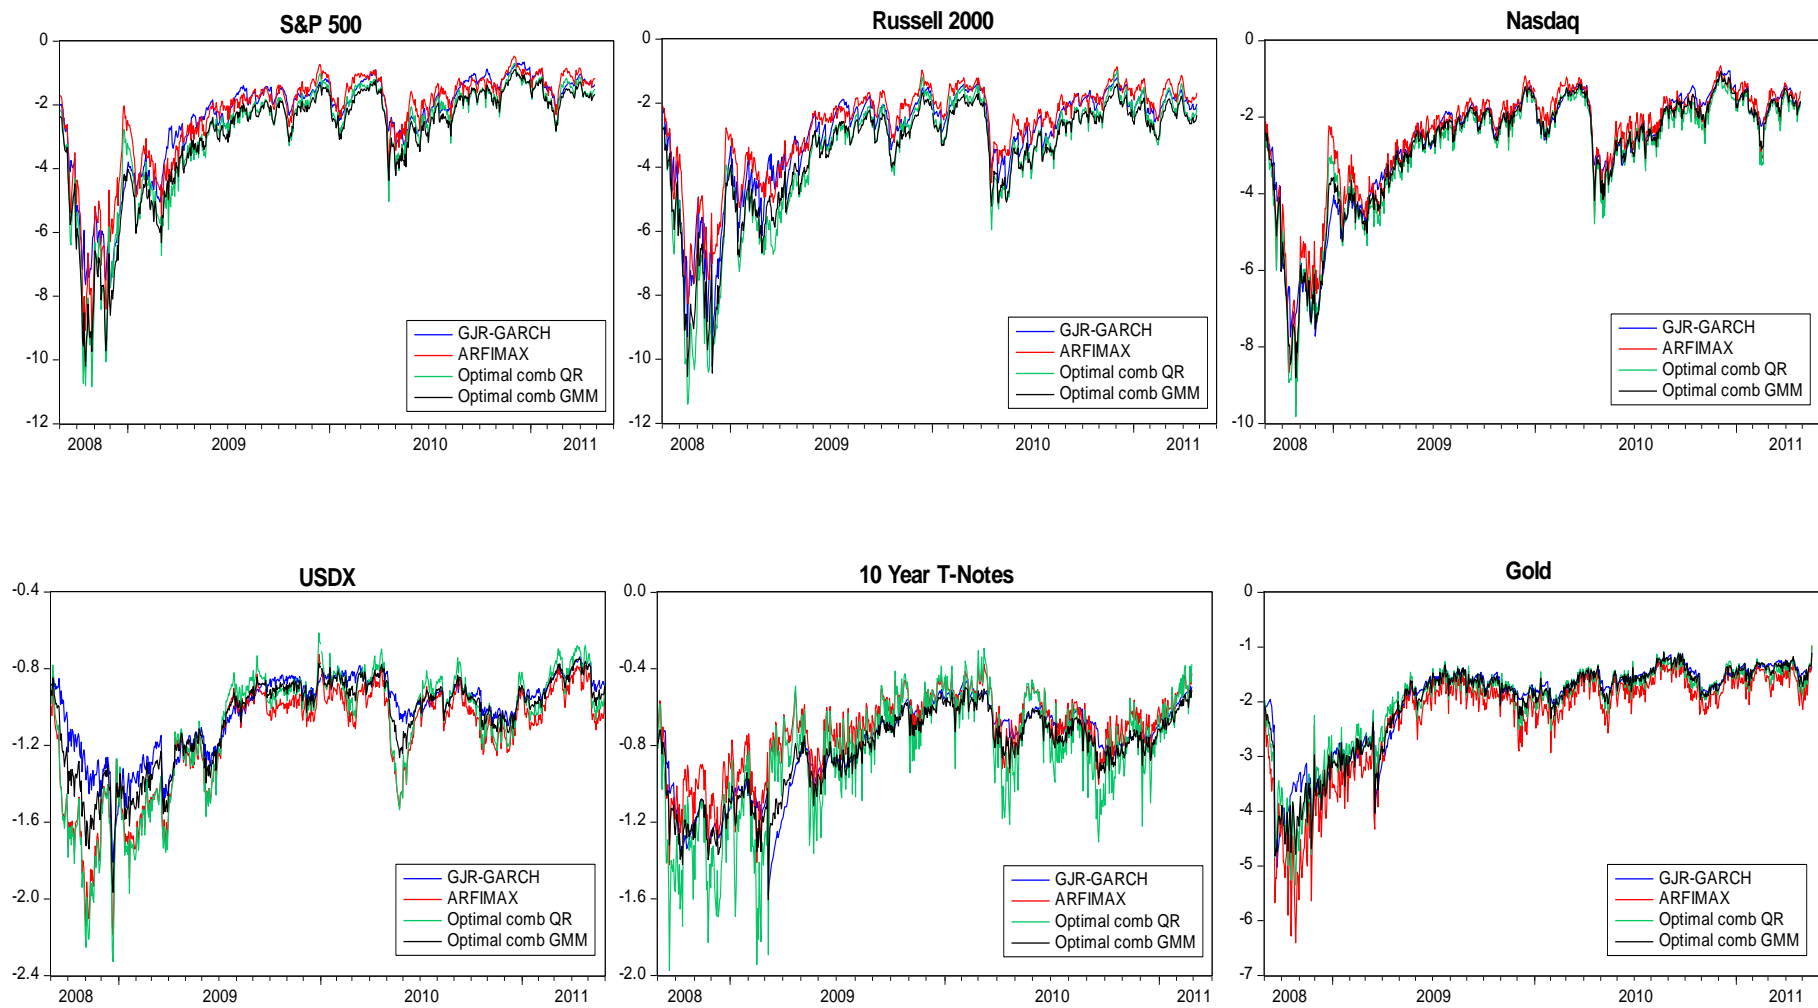 S&P 500
0
-2
-4
-6
-8
-10
-12
GJR-GARCH
ARFIMAX
Optimal comb QR
Optimal comb GMM
2008 2009 2010 2011
Russell 2000
0
-2
-4
-6
-8
-10
-12
GJR-GARCH
ARFIMAX
Optimal comb QR
Optimal comb GMM
2008 2009 2010 2011
Nasdaq
0
-2
-4
-6
-8
-10
GJR-GARCH
ARFIMAX
Optimal comb QR
Optimal comb GMM
2008 2009 2010 2011
USDX
-0.4
-0.8
-1.2
-1.6
-2.0
-2.4
GJR-GARCH
ARFIMAX
Optimal comb QR
Optimal comb GMM
2008 2009 2010 2011
10 Year T-Notes
0.0
-0.4
-0.8
-1.2
-1.6
-2.0
GJR-GARCH
ARFIMAX
Optimal comb QR
Optimal comb GMM
2008 2009 2010 2011
Gold
0
-1
-2
-3
-4
-5
-6
-7
GJR-GARCH
ARFIMAX
Optimal comb QR
Optimal comb GMM
2008 2009 2010 2011